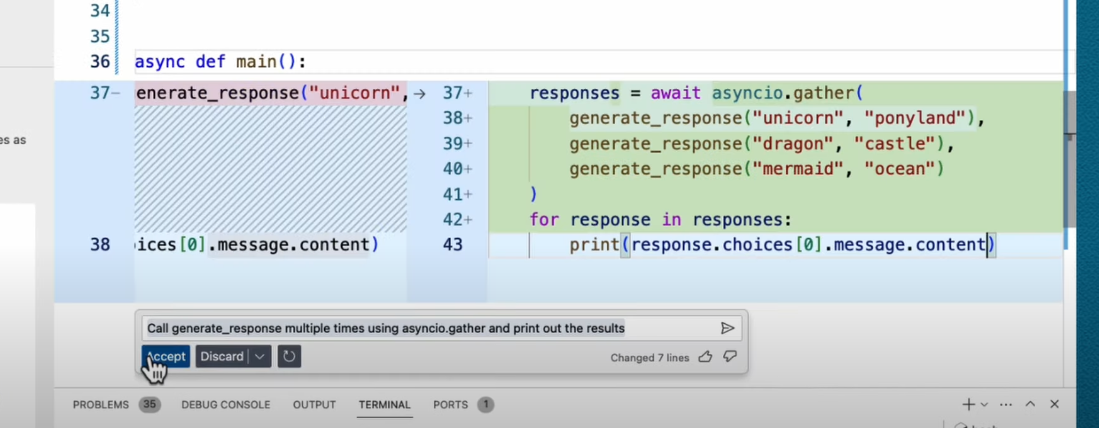 34
35
36 async def main():
es as
37− enerate_response("unicorn", → 37+ responses = await asyncio.gather(
38+ generate_response("unicorn", "ponyland"),
39+ generate_response("dragon", "castle"),
40+ generate_response("mermaid", "ocean")
41+ )
42+ for response in responses:
38 ices[0].message.content) 43 print(response.choices[0].message.content)
Call generate_response multiple times using asyncio.gather and print out the results
Accept Discard Changed 7 lines
PROBLEMS 35 DEBUG CONSOLE OUTPUT TERMINAL PORTS 1